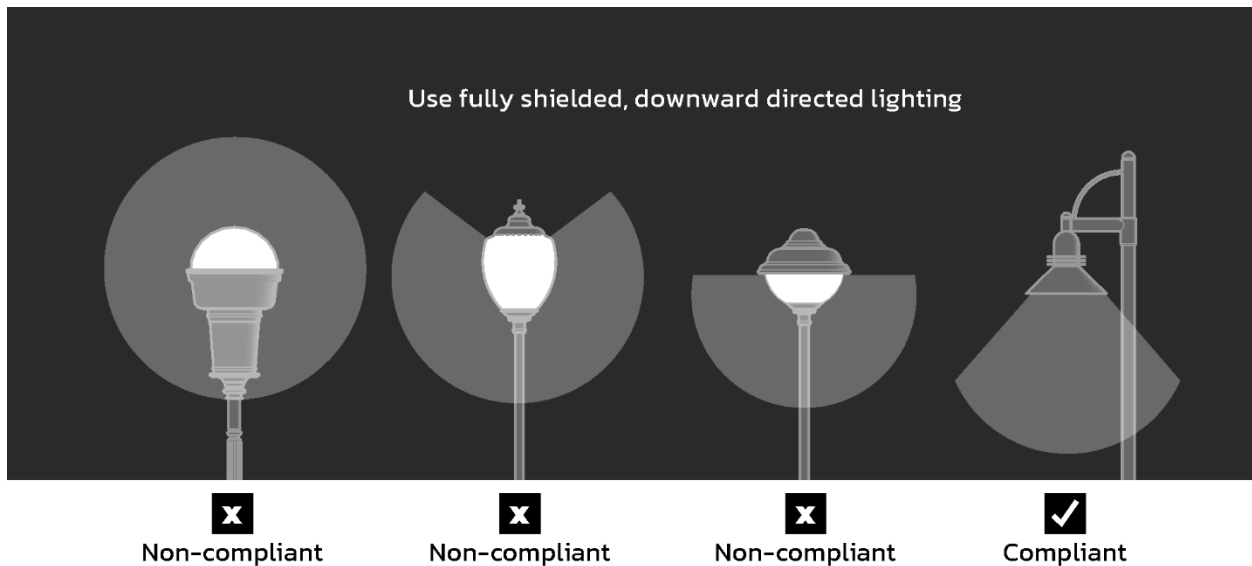 Use fully shielded, downward directed lighting
x
x
x
Non-compliant
Non-compliant
Non-compliant
Compliant